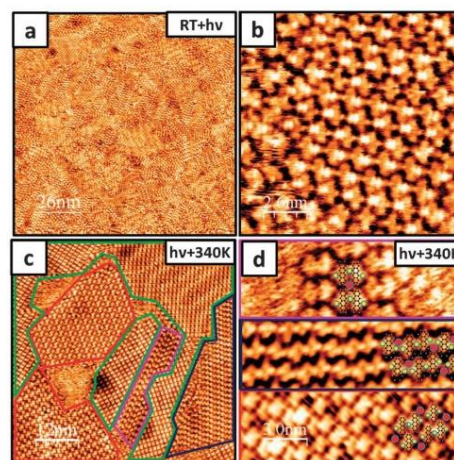 a
RT+hν
26nm
b
2.6nm
c
hν+340K
12nm
d
hν+340K
3.0nm